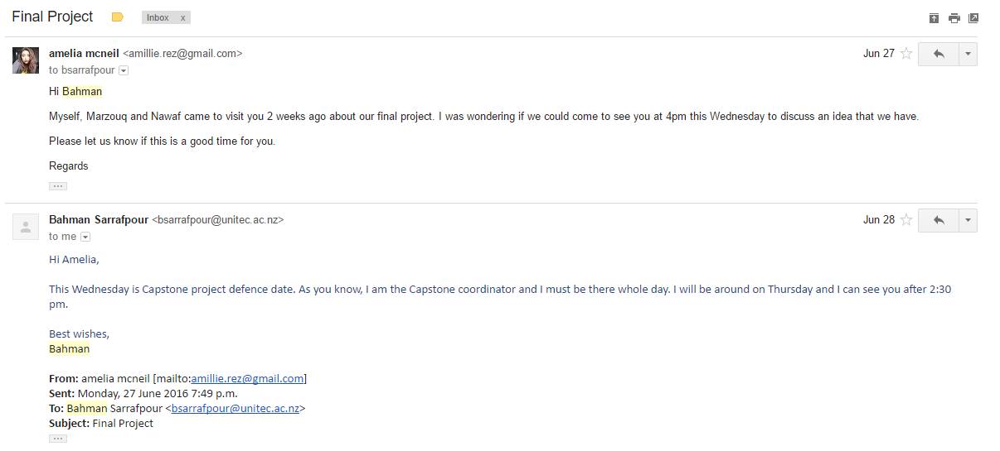 Final Project
Inbox x
amelia mcneil <amillie.rez@gmail.com>
Jun 27
to bsarrafpour
Hi Bahman
Myself, Marzouq and Nawaf came to visit you 2 weeks ago about our final project. I was wondering if we could come to see you at 4pm this Wednesday to discuss an idea that we have.
Please let us know if this is a good time for you.
Regards
Bahman Sarrafpour <bsarrafpour@unitec.ac.nz>
Jun 28
to me
Hi Amelia,
This Wednesday is Capstone project defence date. As you know, I am the Capstone coordinator and I must be there whole day. I will be around on Thursday and I can see you after 2:30
pm.
Best wishes,
Bahman
From: amelia mcneil [mailto:amillie.rez@gmail.com]
Sent: Monday, 27 June 2016 7:49 p.m.
To: Bahman Sarrafpour <bsarrafpour@unitec.ac.nz>
Subject: Final Project